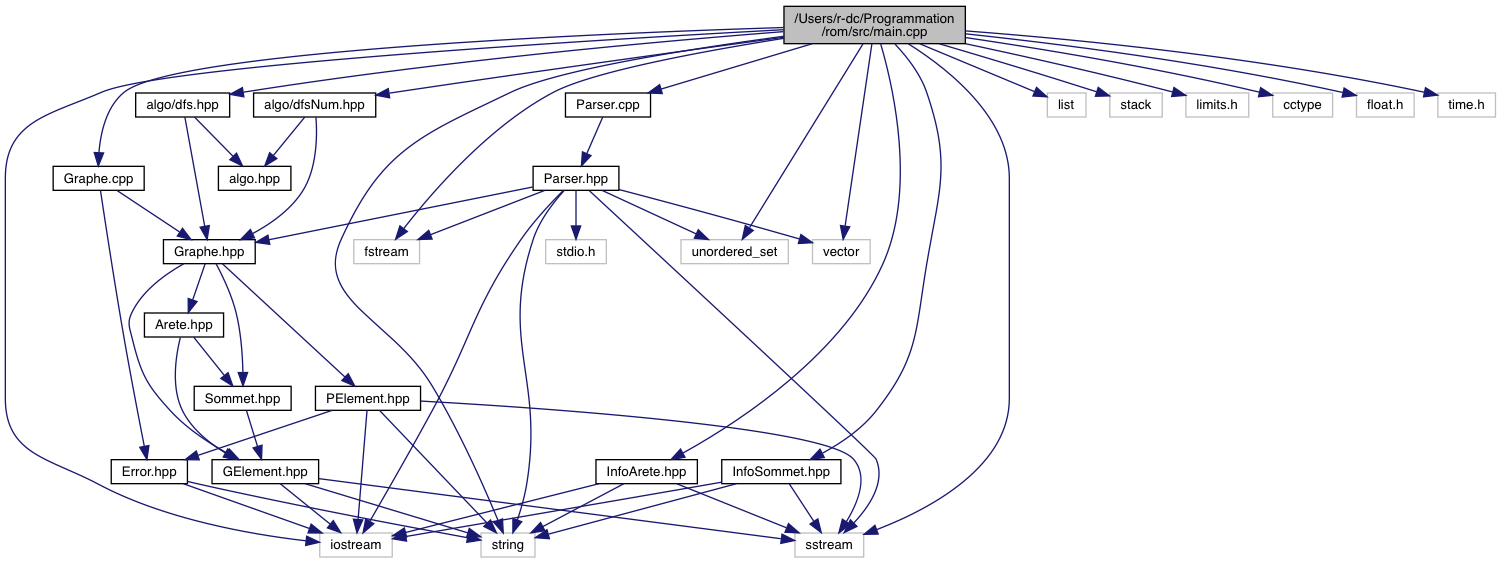 /Users/r-dc/Programmation
/rom/src/main.cpp
algo/dfs.hpp
algo/dfsNum.hpp
Parser.cpp
list
stack
limits.h
cctype
float.h
time.h
Graphe.cpp
algo.hpp
Parser.hpp
Graphe.hpp
fstream
stdio.h
unordered_set
vector
Arete.hpp
Sommet.hpp
PElement.hpp
Error.hpp
GElement.hpp
InfoArete.hpp
InfoSommet.hpp
iostream
string
sstream